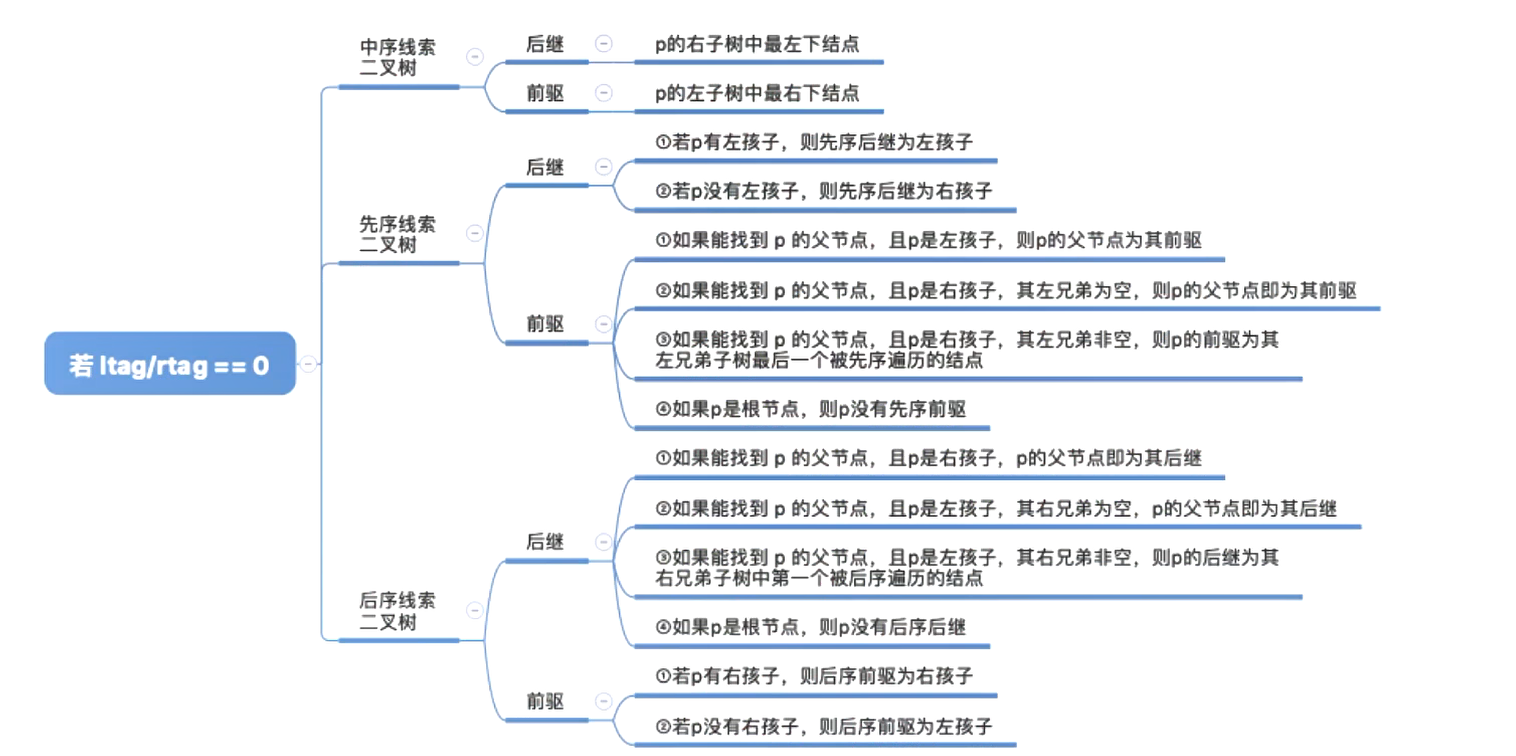 若 ltag/rtag == 0
中序线索
二叉树
后继
p的右子树中最左下结点
前驱
p的左子树中最右下结点
先序线索
二叉树
后继
①若p有左孩子，则先序后继为左孩子
②若p没有左孩子，则先序后继为右孩子
前驱
①如果能找到 p 的父节点，且p是左孩子，则p的父节点为其前驱
②如果能找到 p 的父节点，且p是右孩子，其左兄弟为空，则p的父节点即为其前驱
③如果能找到 p 的父节点，且p是右孩子，其左兄弟非空，则p的前驱为其
左兄弟子树最后一个被先序遍历的结点
④如果p是根节点，则p没有先序前驱
后序线索
二叉树
后继
①如果能找到 p 的父节点，且p是右孩子，p的父节点即为其后继
②如果能找到 p 的父节点，且p是左孩子，其右兄弟为空，p的父节点即为其后继
③如果能找到 p 的父节点，且p是左孩子，其右兄弟非空，则p的后继为其
右兄弟子树中第一个被后序遍历的结点
④如果p是根节点，则p没有后序后继
前驱
①若p有右孩子，则后序前驱为右孩子
②若p没有右孩子，则后序前驱为左孩子